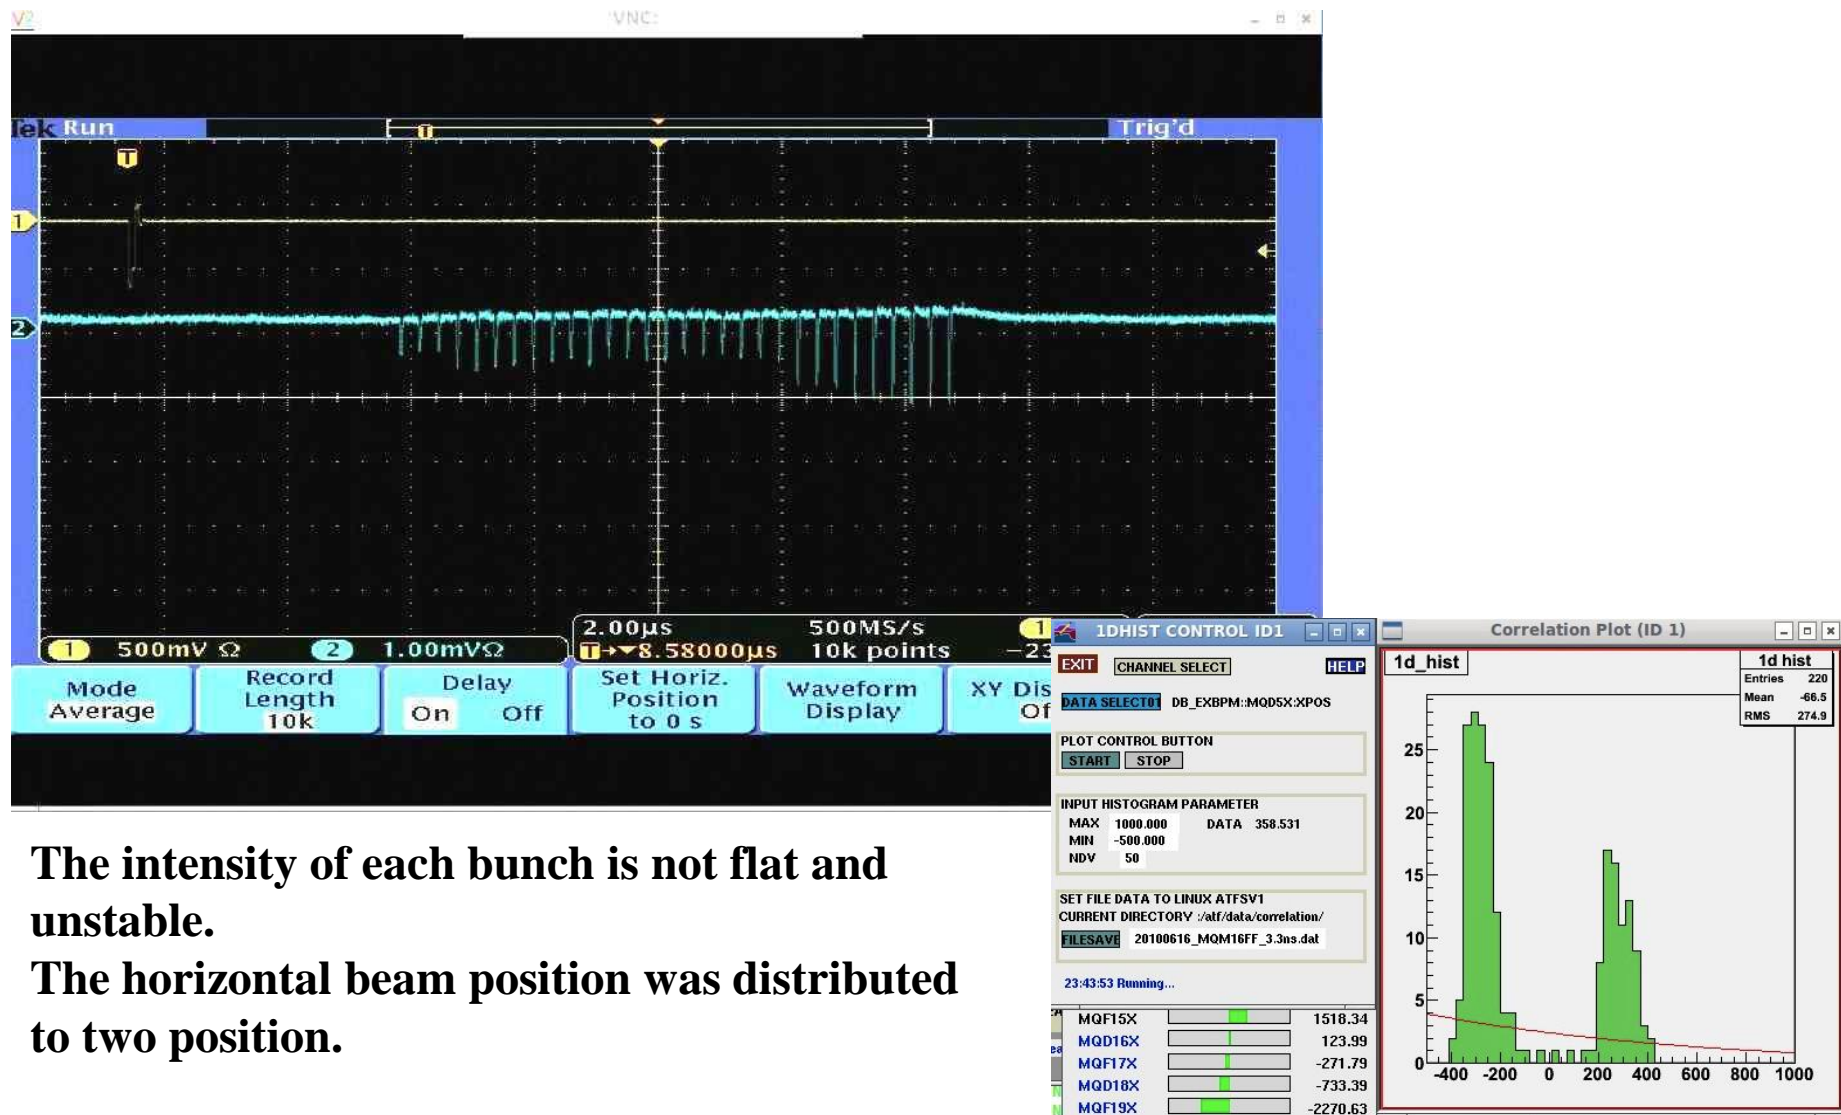 V2
VNC:
Tek Run
Trig'd
T
T
1
2
1 500mV Ω
2 1.00mVΩ
2.00µs 500MS/s
T→▼8.58000µs 10k points
1
Mode
Average
Record
Length
10k
Delay
On Off
Set Horiz.
Position
to 0 s
Waveform
Display
XY Dis
The intensity of each bunch is not flat and
unstable.
The horizontal beam position was distributed
to two position.
1DHIST CONTROL ID1
EXIT CHANNEL SELECT HELP
DATA SELECT01 DB_EXBPM::MQD5X:XPOS
PLOT CONTROL BUTTON
START STOP
INPUT HISTOGRAM PARAMETER
MAX 1000.000 DATA 358.531
MIN -500.000
NDV 50
SET FILE DATA TO LINUX ATFSV1
CURRENT DIRECTORY :/atf/data/correlation/
FILESAVE 20100616_MQM16FF_3.3ns.dat
23:43:53 Running...
MQF15X 1518.34
MQD16X 123.99
MQF17X -271.79
MQD18X -733.39
MQF19X -2270.63
Correlation Plot (ID 1)
1d_hist
1d hist
Entries 220
Mean -66.5
RMS 274.9
25
20
15
10
5
0
-400 -200 0 200 400 600 800 1000